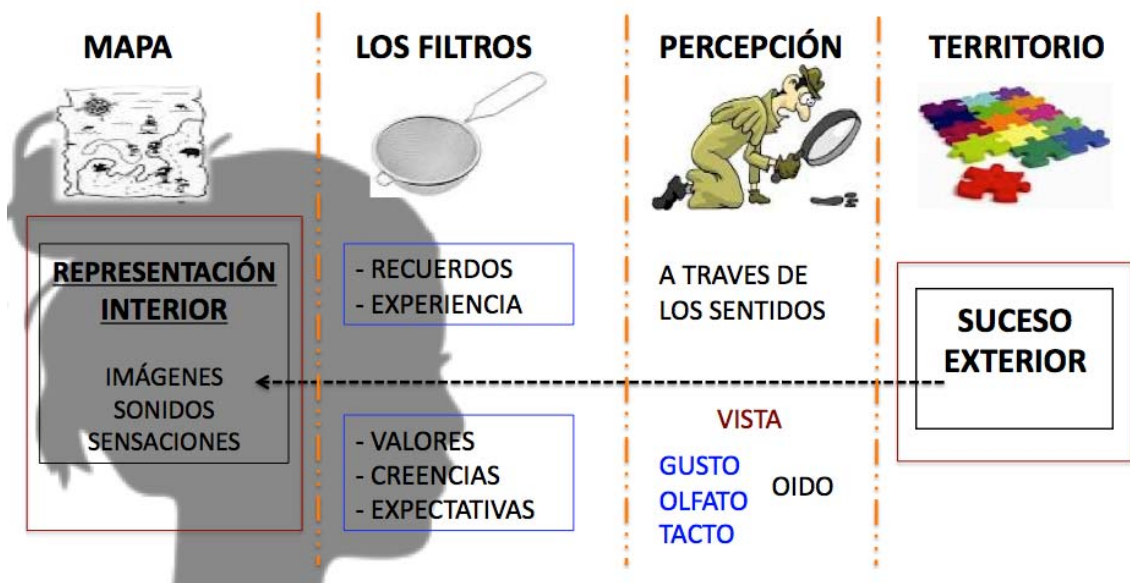 MAPA
LOS FILTROS
PERCEPCIÓN
TERRITORIO
REPRESENTACIÓN
INTERIOR
IMÁGENES
SONIDOS
SENSACIONES
- RECUERDOS
- EXPERIENCIA
- VALORES
- CREENCIAS
- EXPECTATIVAS
A TRAVES DE
LOS SENTIDOS
VISTA
GUSTO
OLFATO
TACTO
OIDO
SUCESO
EXTERIOR